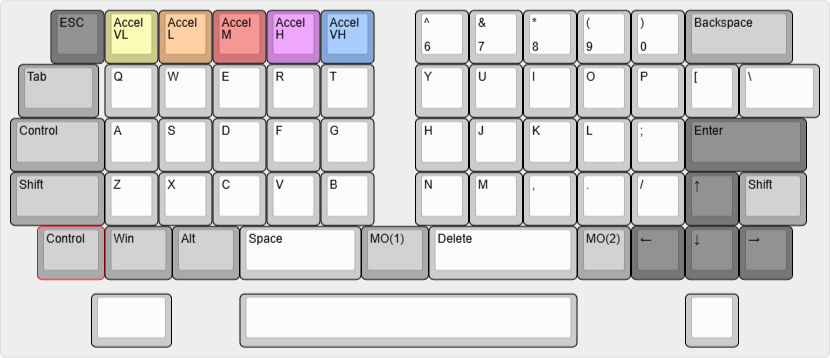 ESC Accel VL Accel L Accel M Accel H Accel VH ^ 6 & 7 * 8 ( 9 ) 0 Backspace
Tab Q W E R T Y U I O P [ \
Control A S D F G H J K L ; Enter
Shift Z X C V B N M , . / ↑ Shift
Control Win Alt Space MO(1) Delete MO(2) ← ↓ →